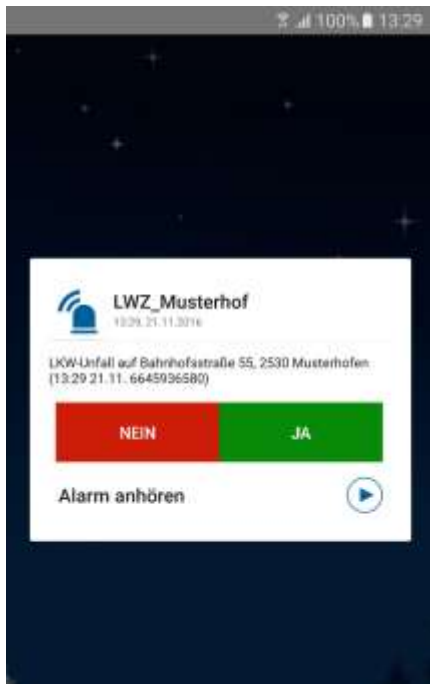 100% 13:29
LWZ_Musterhof
13:29, 21.11.2016
LKW-Unfall auf Bahnhofsstraße 55, 2530 Musterhofen
(13:29 21.11. 6645936580)
NEIN JA
Alarm anhören